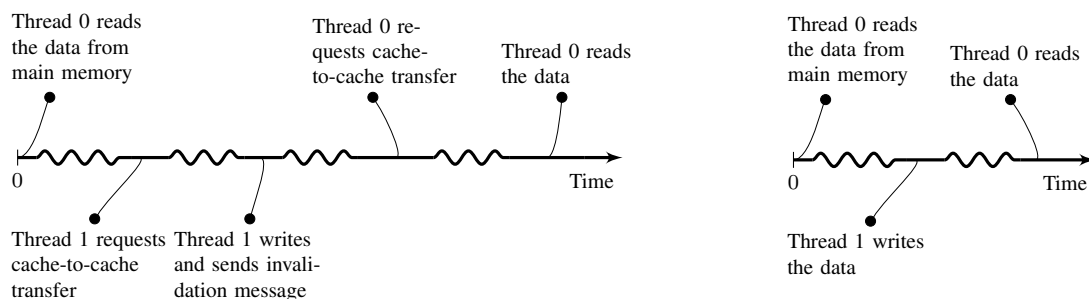 Thread 0 reads
the data from
main memory
Thread 0 re-
quests cache-
to-cache transfer
Thread 0 reads
the data
0
Time
Thread 1 requests
cache-to-cache
transfer
Thread 1 writes
and sends invali-
dation message
Thread 0 reads
the data from
main memory
Thread 0 reads
the data
0
Time
Thread 1 writes
the data